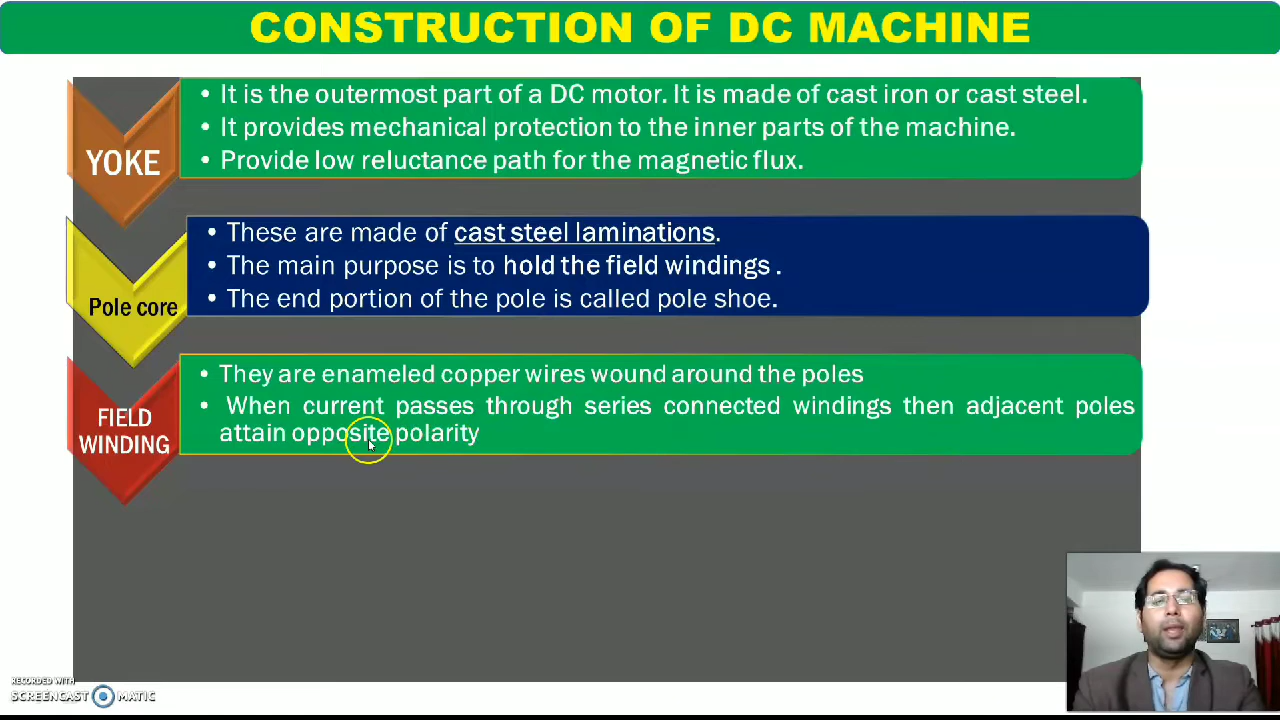 CONSTRUCTION OF DC MACHINE
YOKE
• It is the outermost part of a DC motor. It is made of cast iron or cast steel.
• It provides mechanical protection to the inner parts of the machine.
• Provide low reluctance path for the magnetic flux.
Pole core
• These are made of cast steel laminations.
• The main purpose is to hold the field windings .
• The end portion of the pole is called pole shoe.
FIELD
WINDING
• They are enameled copper wires wound around the poles
• When current passes through series connected windings then adjacent poles
attain opposite polarity
RECORDED WITH
SCREENCAST MATIC